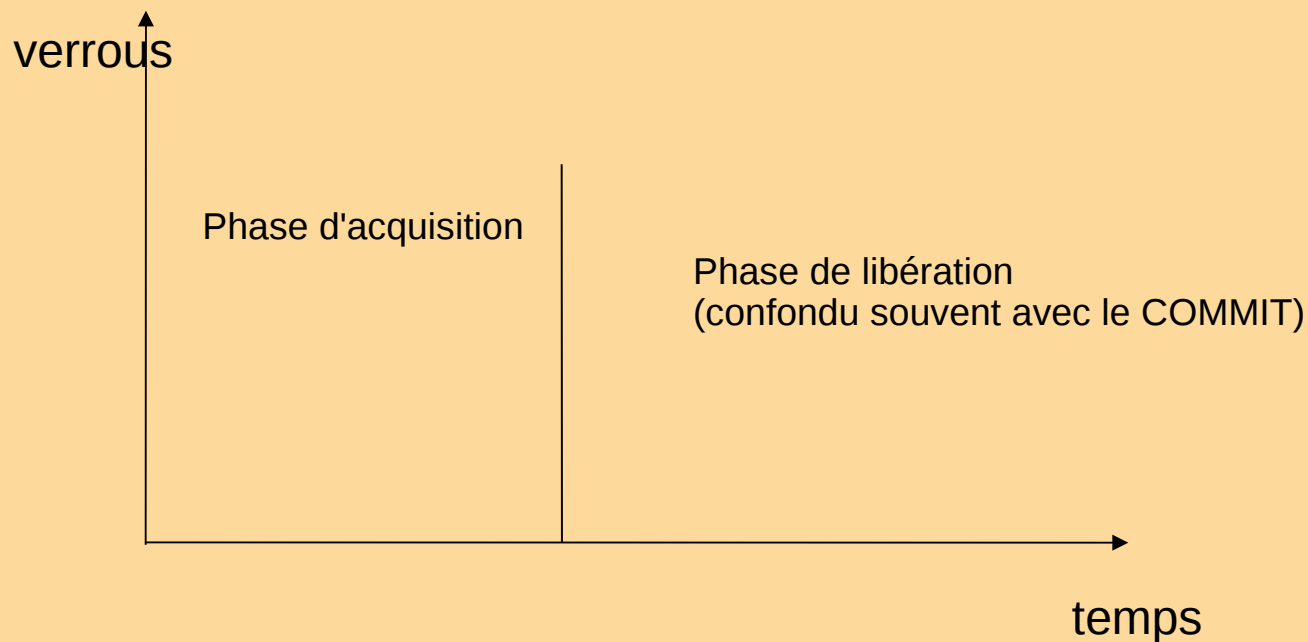 verrous
Phase d'acquisition
Phase de libération
(confondu souvent avec le COMMIT)
temps